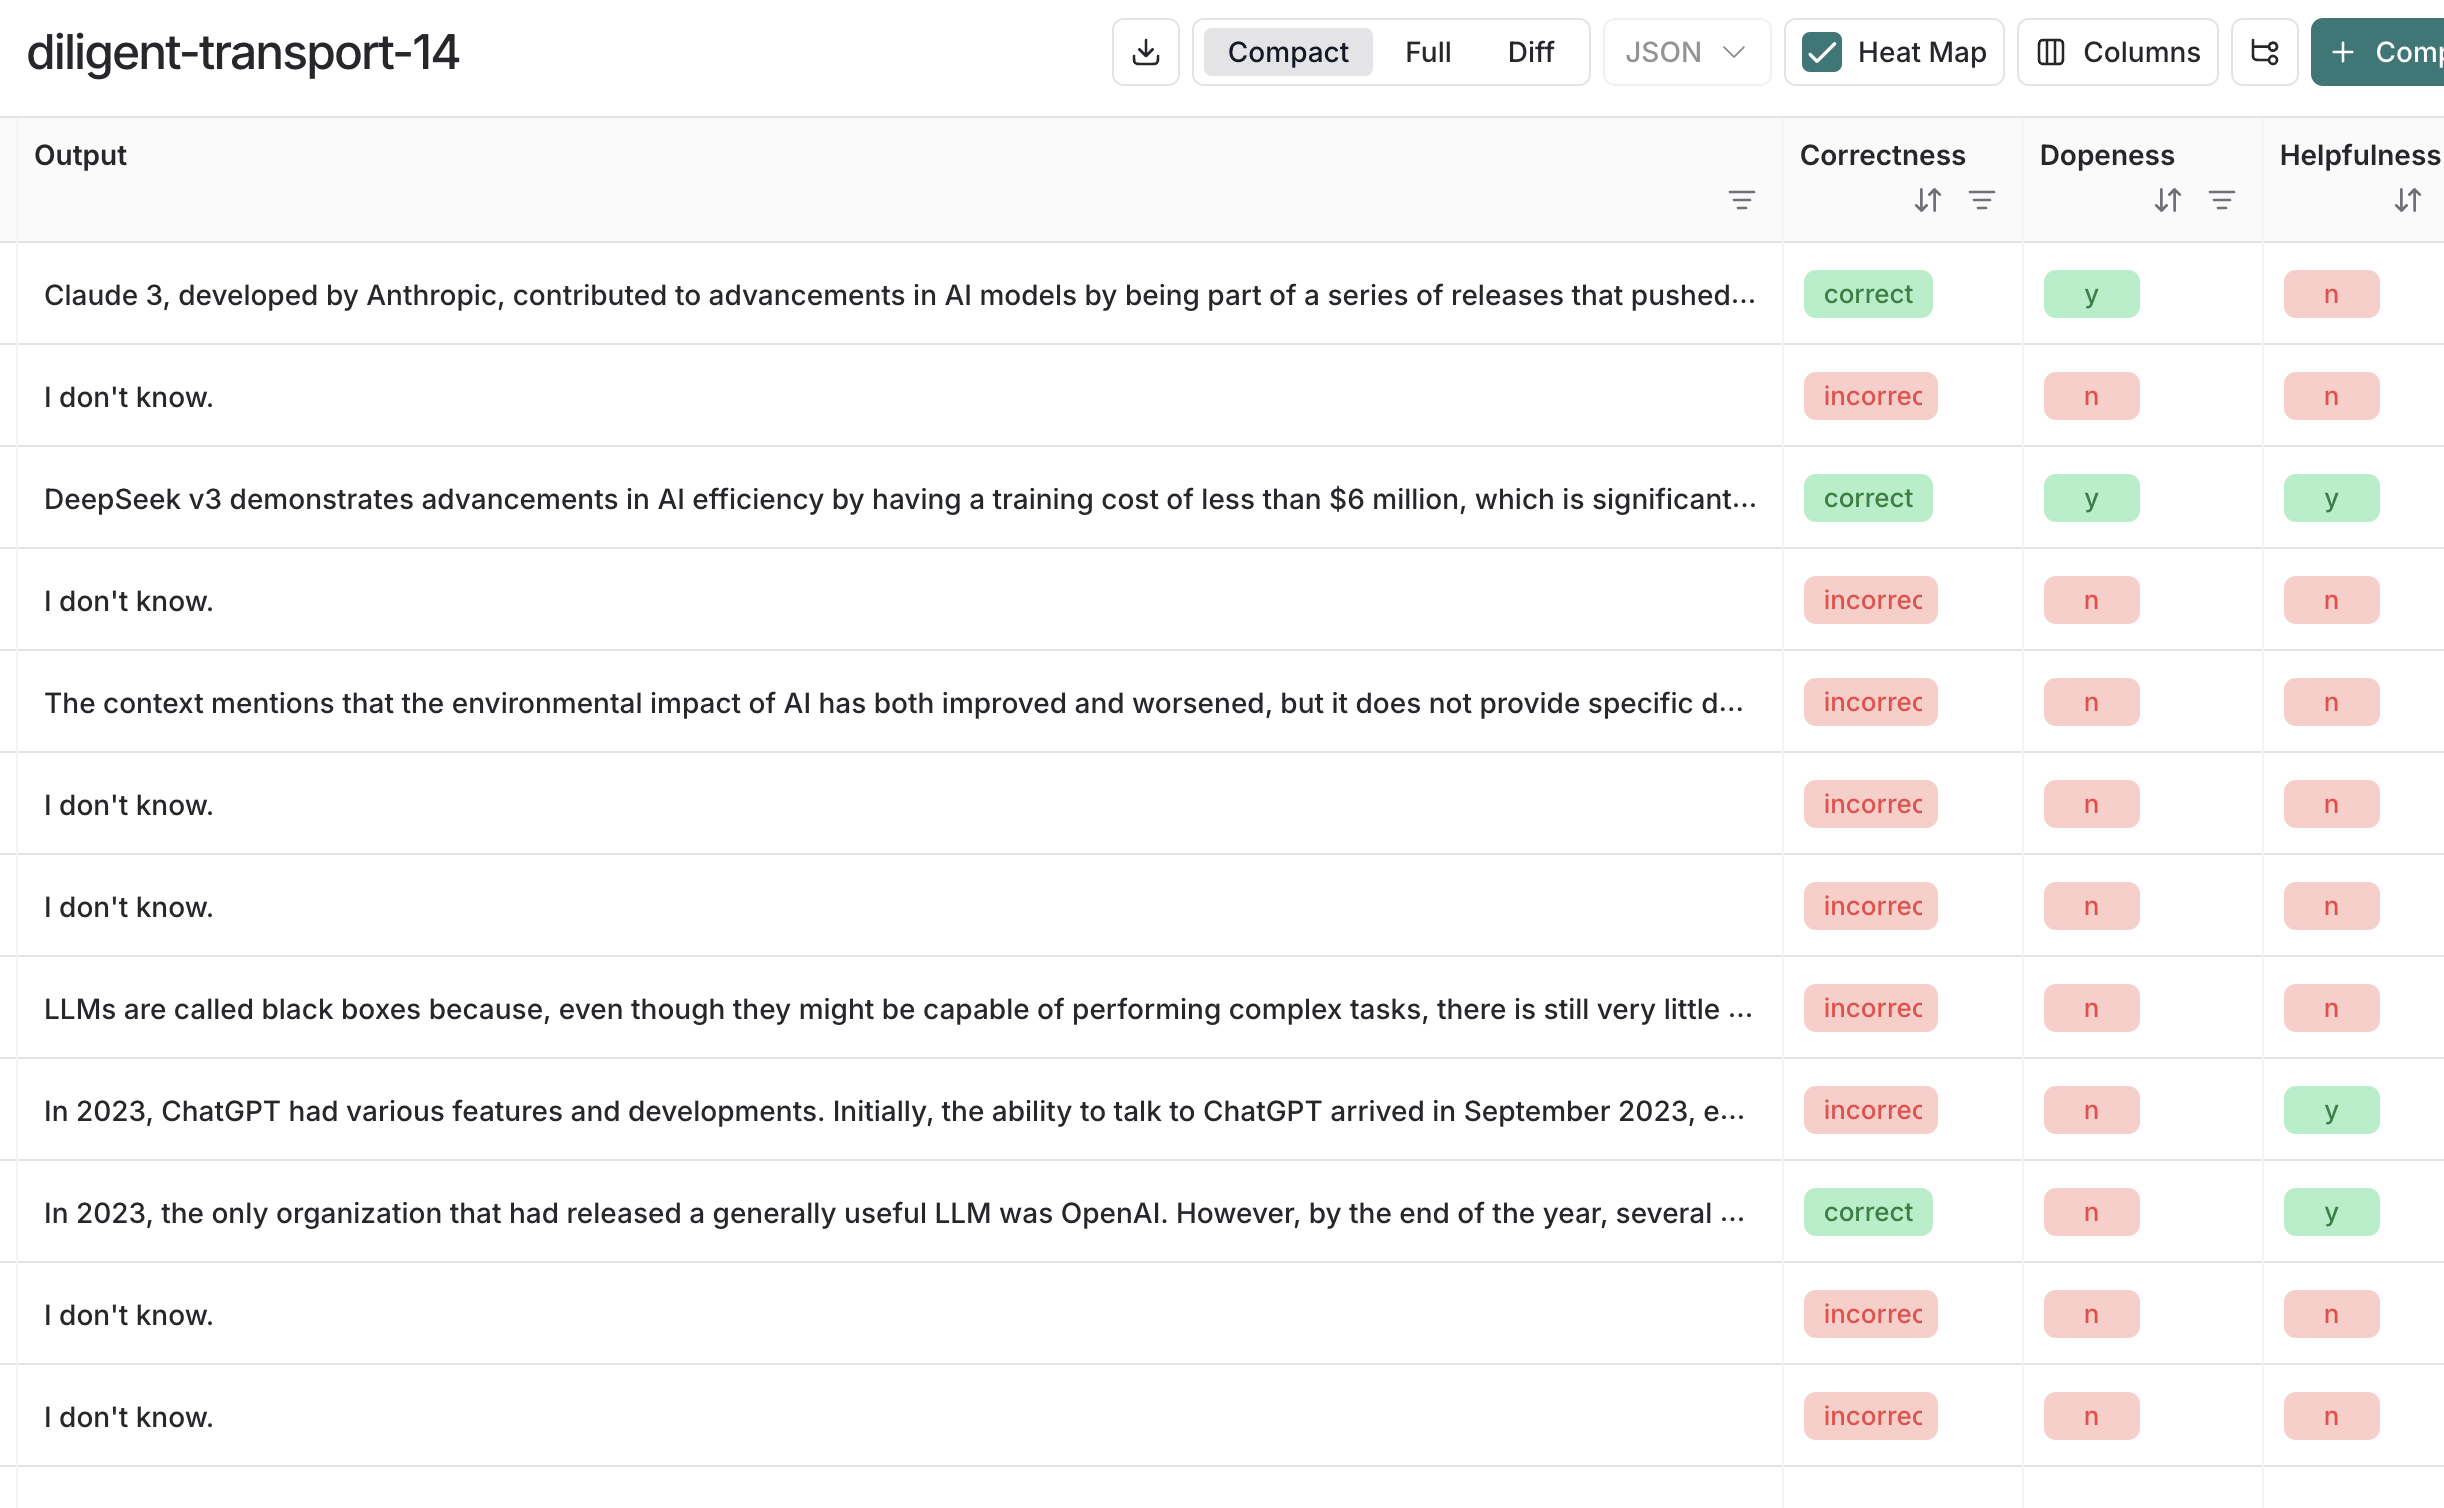 diligent-transport-14
Compact Full Diff JSON Heat Map Columns + Comp
Output Correctness Dopeness Helpfulness
Claude 3, developed by Anthropic, contributed to advancements in AI models by being part of a series of releases that pushed... correct y n
I don't know. incorrec n n
DeepSeek v3 demonstrates advancements in AI efficiency by having a training cost of less than $6 million, which is significant... correct y y
I don't know. incorrec n n
The context mentions that the environmental impact of AI has both improved and worsened, but it does not provide specific d... incorrec n n
I don't know. incorrec n n
I don't know. incorrec n n
LLMs are called black boxes because, even though they might be capable of performing complex tasks, there is still very little ... incorrec n n
In 2023, ChatGPT had various features and developments. Initially, the ability to talk to ChatGPT arrived in September 2023, e... incorrec n y
In 2023, the only organization that had released a generally useful LLM was OpenAI. However, by the end of the year, several ... correct n y
I don't know. incorrec n n
I don't know. incorrec n n